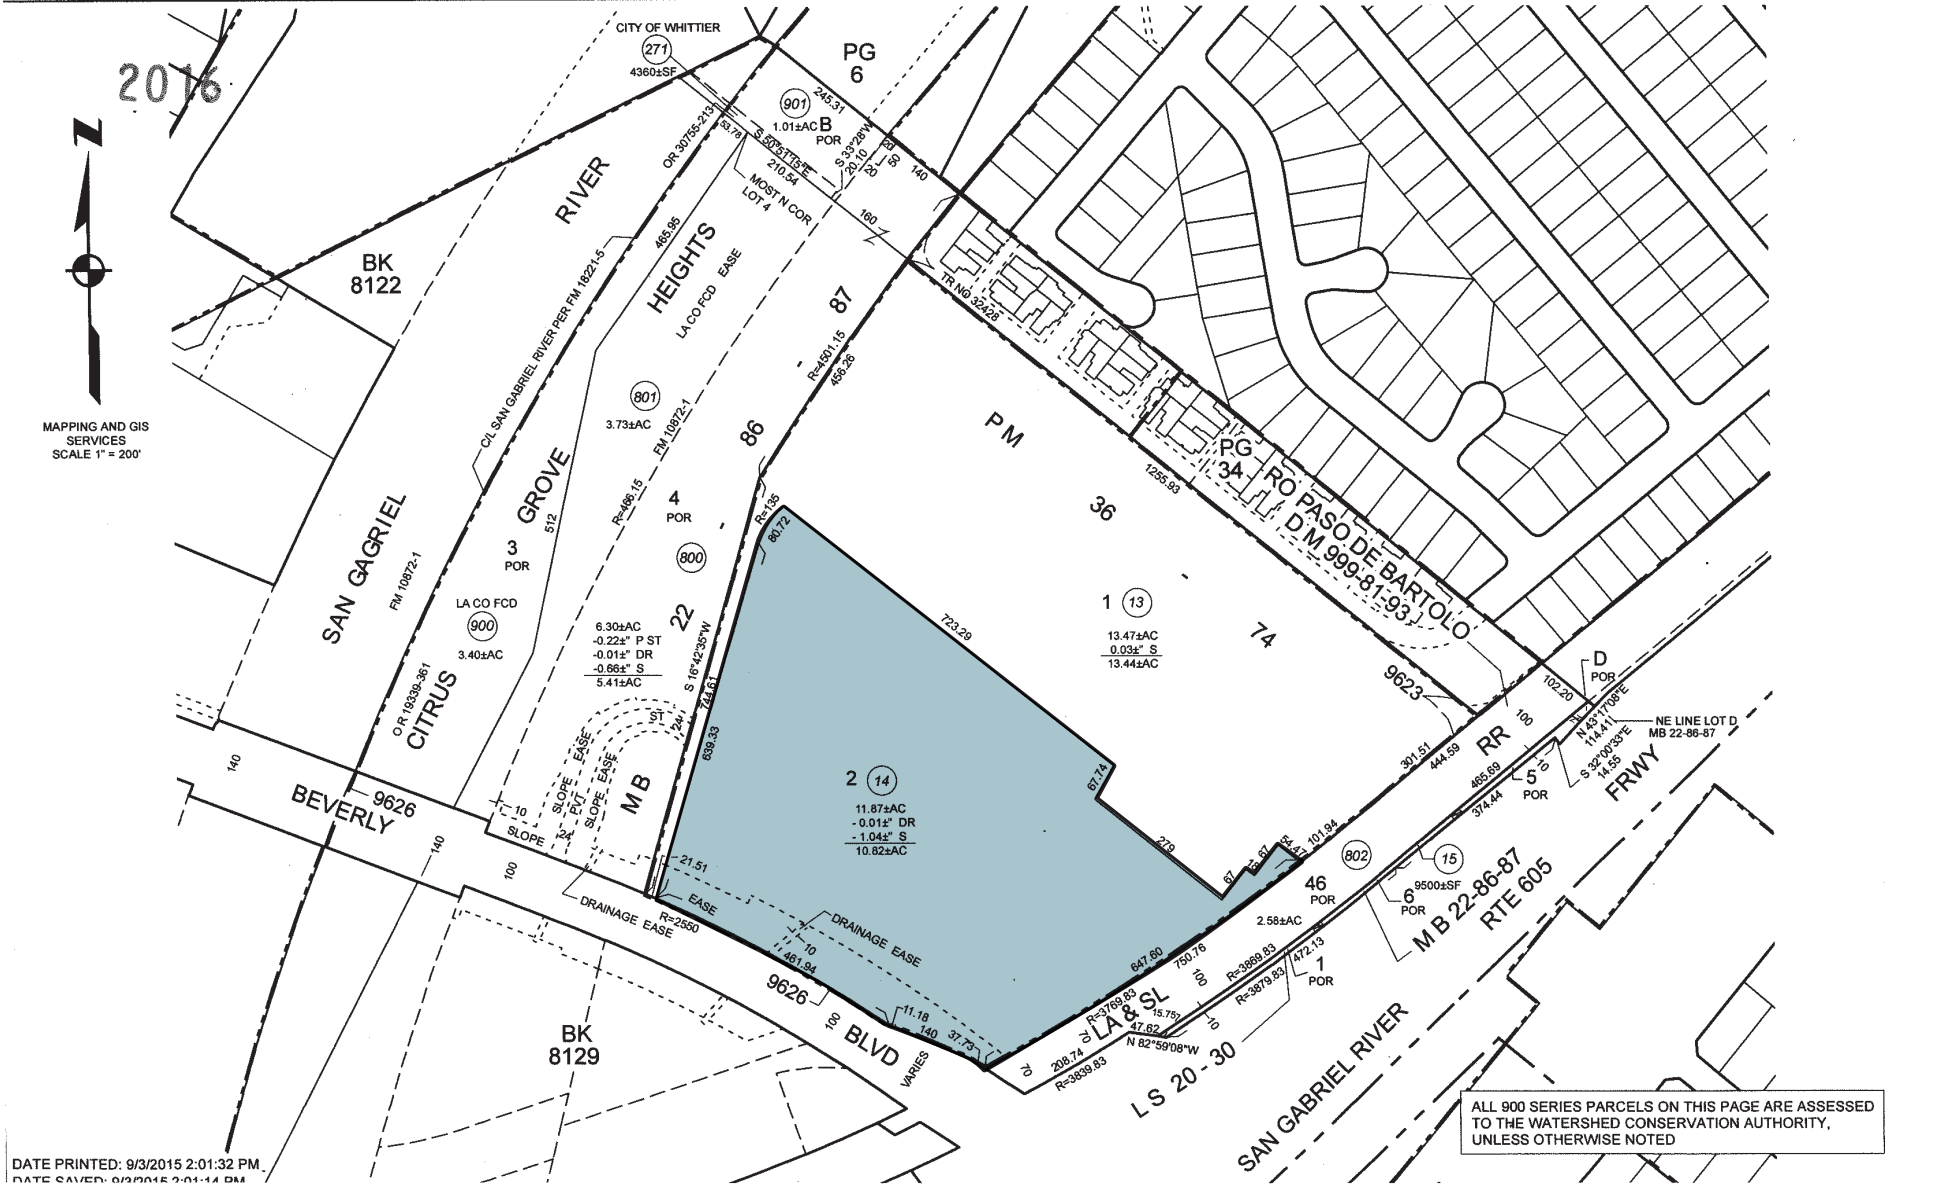 CITY OF WHITTIER
271
4360±SF
2016
PG
6
901
245.31
1.01±AC
B
POR
53.78
S 50°51'15"E
210.54
S 33°28'W
20.10
20
20
50
140
OR 30755-213
MOST N COR
LOT 4
160
RIVER
465.95
HEIGHTS
LA CO FCD EASE
TR NO 32428
BK
8122
C/L SAN GABRIEL RIVER PER FM 18221-5
87
R=4501.15
456.26
MAPPING AND GIS
SERVICES
SCALE 1" = 200'
801
3.73±AC
FM 10872-1
86
PM
PG
34
1255.93
RO PASO DE BARTOLO
D M 999-81-93
GROVE
512
R=466.15
4
POR
R=135
80.72
36
SAN GAGRIEL
FM 10872-1
3
POR
800
LA CO FCD
900
3.40±AC
6.30±AC
-0.22±" P ST
-0.01±" DR
-0.66±" S
5.41±AC
22
S 16°42'35"W
744.61
639.33
723.29
1
13
13.47±AC
0.03±" S
13.44±AC
74
9623
D
POR
102.20
100
N 43°17'08"E
114.41
S 32°00'33"E
14.55
NE LINE LOT D
MB 22-86-87
OR 19339-361
CITRUS
ST
24
SLOPE EASE
PVT
SLOPE EASE
M B
140
BEVERLY
9626
10
SLOPE
24
2
14
11.87±AC
- 0.01±" DR
- 1.04±" S
10.82±AC
67.74
279
67
67
54.47
101.94
301.51
444.59
RR
465.69
374.44
10
5
POR
FRWY
140
100
21.51
EASE
DRAINAGE EASE
R=2550
DRAINAGE EASE
10
461.94
9626
100
11.18
140
37.73
BLVD
VARIES
802
46
POR
2.58±AC
15
9500±SF
6
POR
M B 22-86-87
RTE 605
647.60
750.76
R=3769.83
100
R=3869.83
472.13
R=3879.83
1
POR
LA & SL
15.75
47.62
10
N 82°59'08"W
70
70
208.74
R=3839.83
L S 20 - 30
BK
8129
SAN GABRIEL RIVER
ALL 900 SERIES PARCELS ON THIS PAGE ARE ASSESSED
TO THE WATERSHED CONSERVATION AUTHORITY,
UNLESS OTHERWISE NOTED
DATE PRINTED: 9/3/2015 2:01:32 PM
DATE SAVED: 9/3/2015 2:01:14 PM